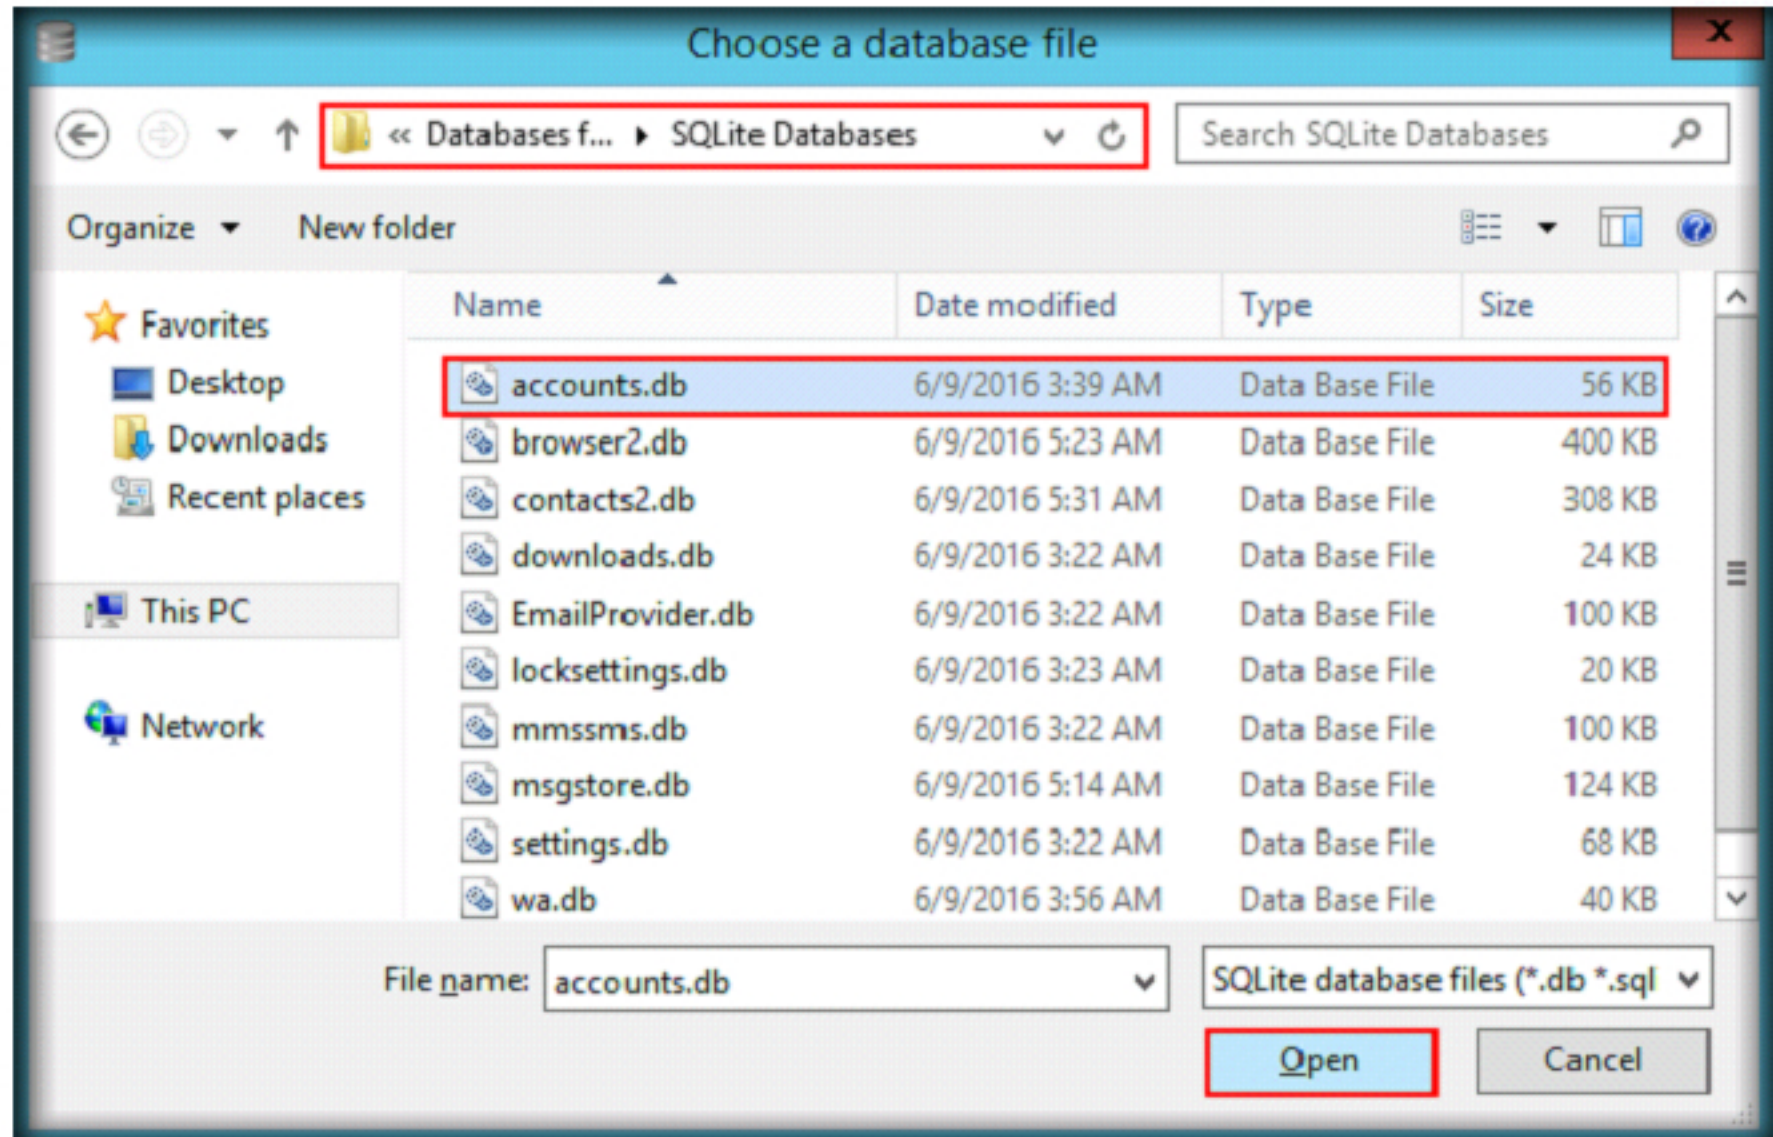 Choose a database file
x
« Databases f... SQLite Databases
Search SQLite Databases
Organize New folder
Name Date modified Type Size
Favorites
Desktop
Downloads
Recent places
This PC
Network
accounts.db 6/9/2016 3:39 AM Data Base File 56 KB
browser2.db 6/9/2016 5:23 AM Data Base File 400 KB
contacts2.db 6/9/2016 5:31 AM Data Base File 308 KB
downloads.db 6/9/2016 3:22 AM Data Base File 24 KB
EmailProvider.db 6/9/2016 3:22 AM Data Base File 100 KB
locksettings.db 6/9/2016 3:23 AM Data Base File 20 KB
mmssms.db 6/9/2016 3:22 AM Data Base File 100 KB
msgstore.db 6/9/2016 5:14 AM Data Base File 124 KB
settings.db 6/9/2016 3:22 AM Data Base File 68 KB
wa.db 6/9/2016 3:56 AM Data Base File 40 KB
File name: accounts.db SQLite database files (*.db *.sql
Open Cancel